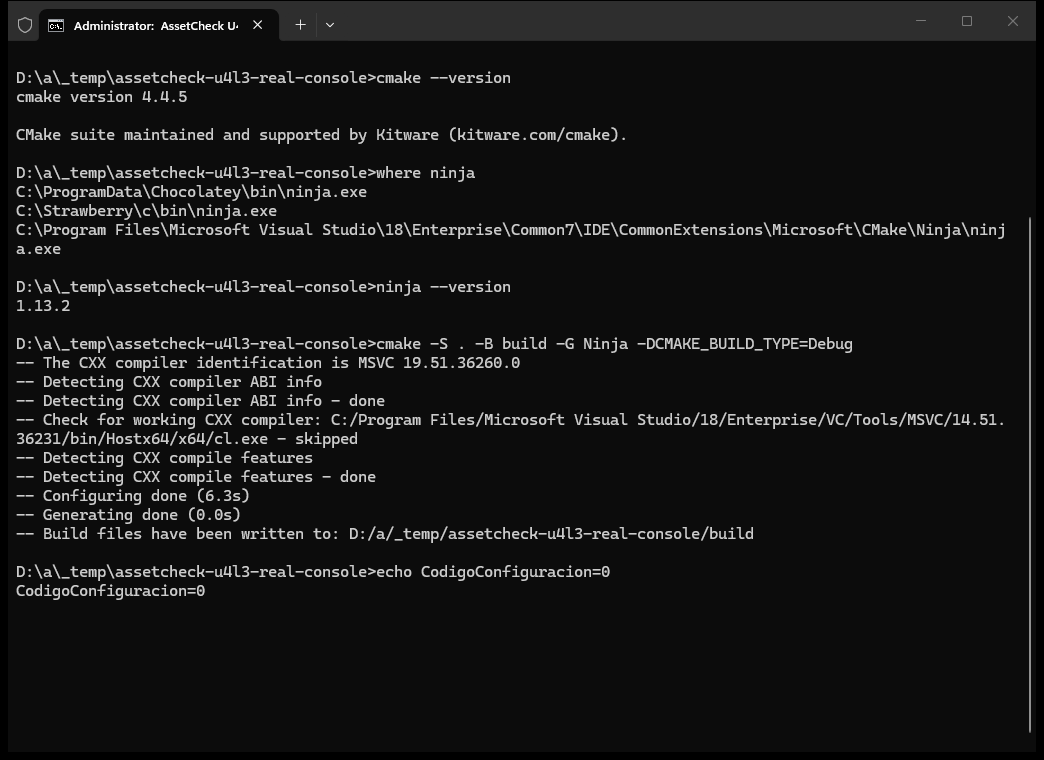 Administrator: AssetCheck U
D:\a\_temp\assetcheck-u4l3-real-console>cmake --version
cmake version 4.4.5
CMake suite maintained and supported by Kitware (kitware.com/cmake).
D:\a\_temp\assetcheck-u4l3-real-console>where ninja
C:\ProgramData\Chocolatey\bin\ninja.exe
C:\Strawberry\c\bin\ninja.exe
C:\Program Files\Microsoft Visual Studio\18\Enterprise\Common7\IDE\CommonExtensions\Microsoft\CMake\Ninja\ninj
a.exe
D:\a\_temp\assetcheck-u4l3-real-console>ninja --version
1.13.2
D:\a\_temp\assetcheck-u4l3-real-console>cmake -S . -B build -G Ninja -DCMAKE_BUILD_TYPE=Debug
-- The CXX compiler identification is MSVC 19.51.36260.0
-- Detecting CXX compiler ABI info
-- Detecting CXX compiler ABI info - done
-- Check for working CXX compiler: C:/Program Files/Microsoft Visual Studio/18/Enterprise/VC/Tools/MSVC/14.51.
36231/bin/Hostx64/x64/cl.exe - skipped
-- Detecting CXX compile features
-- Detecting CXX compile features - done
-- Configuring done (6.3s)
-- Generating done (0.0s)
-- Build files have been written to: D:/a/_temp/assetcheck-u4l3-real-console/build
D:\a\_temp\assetcheck-u4l3-real-console>echo CodigoConfiguracion=0
CodigoConfiguracion=0